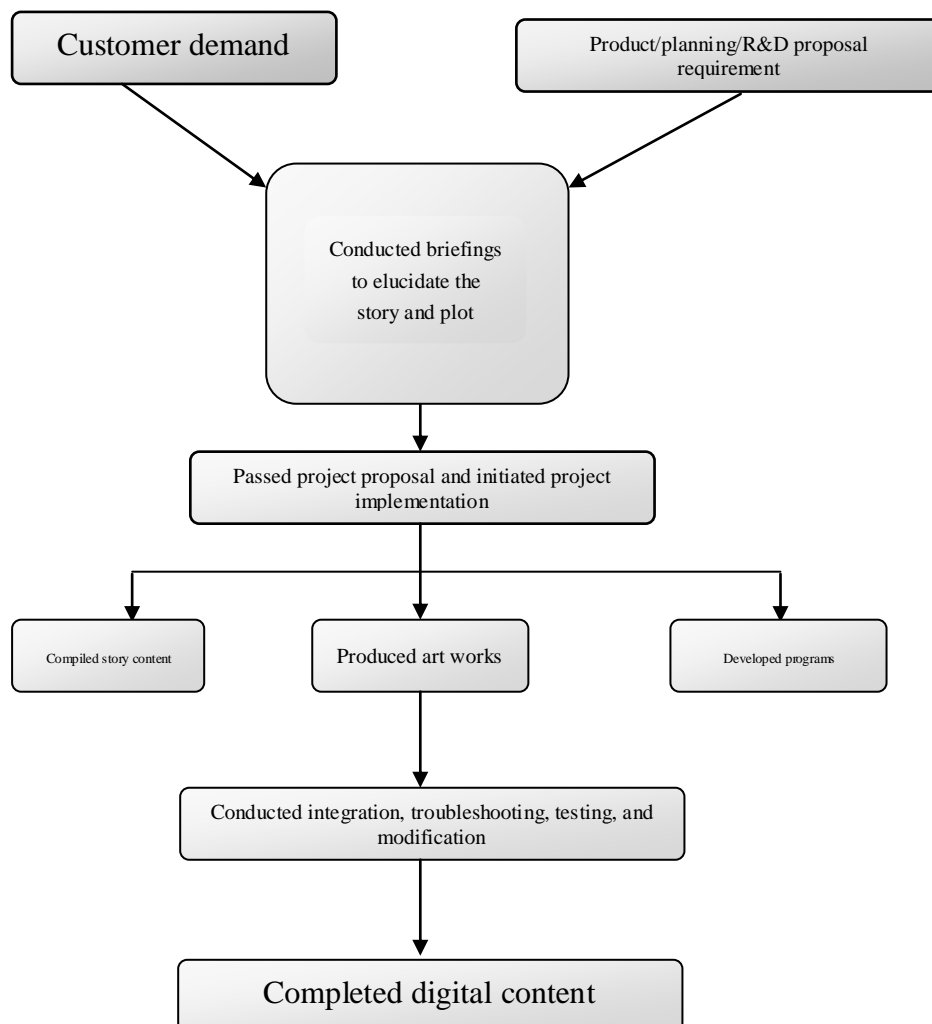 Customer demand
Product/planning/R&D proposal
requirement
Conducted briefings
to elucidate the
story and plot
Passed project proposal and initiated project
implementation
Compiled story content
Produced art works
Developed programs
Conducted integration, troubleshooting, testing, and
modification
Completed digital content